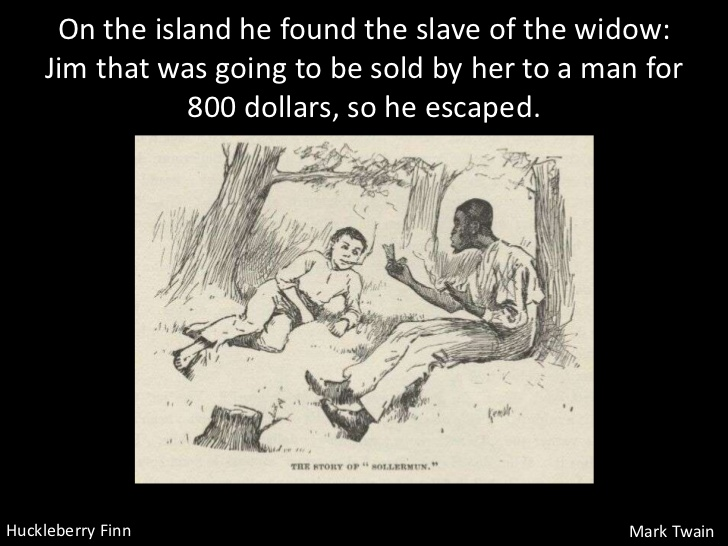 On the island he found the slave of the widow:
Jim that was going to be sold by her to a man for
800 dollars, so he escaped.
Kemble
THE STORY OF "SOLLERMUN."
Huckleberry Finn
Mark Twain